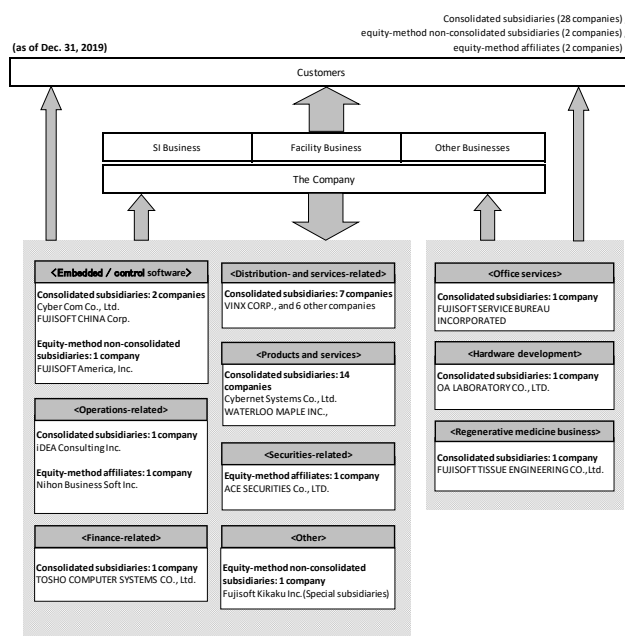 Consolidated subsidiaries (28 companies)
equity-method non-consolidated subsidiaries (2 companies)
(as of Dec. 31, 2019)
equity-method affiliates (2 companies)
Customers
SI Business
Facility Business
Other Businesses
The Company
<Embedded / control software>
Consolidated subsidiaries: 2 companies
Cyber Com Co., Ltd.
FUJISOFT CHINA Corp.
Equity-method non-consolidated
subsidiaries: 1 company
FUJISOFT America, Inc.
<Operations-related>
Consolidated subsidiaries: 1 company
iDEA Consulting Inc.
Equity-method affiliates: 1 company
Nihon Business Soft Inc.
<Finance-related>
Consolidated subsidiaries: 1 company
TOSHO COMPUTER SYSTEMS CO., Ltd.
<Distribution- and services-related>
Consolidated subsidiaries: 7 companies
VINX CORP., and 6 other companies
<Products and services>
Consolidated subsidiaries: 14
companies
Cybernet Systems Co., Ltd.
WATERLOO MAPLE INC.,
<Securities-related>
Equity-method affiliates: 1 company
ACE SECURITIES Co., LTD.
<Other>
Equity-method non-consolidated
subsidiaries: 1 company
Fujisoft Kikaku Inc.(Special subsidiaries)
<Office services>
Consolidated subsidiaries: 1 company
FUJISOFT SERVICE BUREAU
INCORPORATED
<Hardware development>
Consolidated subsidiaries: 1 company
OA LABORATORY CO., LTD.
<Regenerative medicine business>
Consolidated subsidiaries: 1 company
FUJISOFT TISSUE ENGINEERING CO.,Ltd.